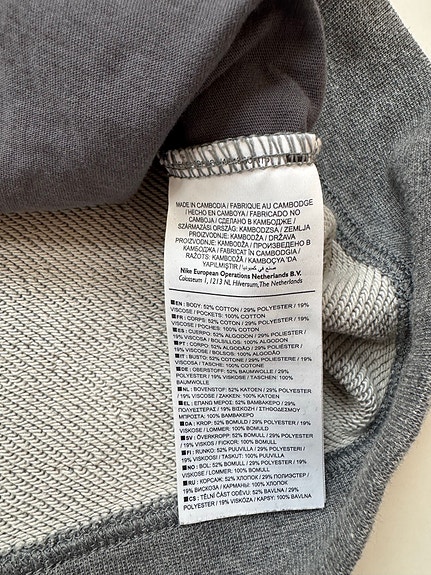 MADE IN CAMBODIA / FABRIQUE AU CAMBODGE
/ HECHO EN CAMBOYA / FABRICADO NO
CAMBOJA / СДЕЛАНО В КАМБОДЖЕ /
SZÁRMAZÁSI ORSZÁG: KAMBODZSA / ZEMLJA
PROIZVODNJE: KAMBODŽA / DRŽAVA
PROIZVODNJE: KAMBODŽA / ПРОИЗВЕДЕНО В
КАМБОДЖА / FABRICAT ÎN CAMBODGIA /
RAŽOTS: KAMBODŽĀ / KAMBOÇYA 'DA
YAPILMIŞTIR / صنع في كمبوديا
Nike European Operations Netherlands B.V.
Colosseum 1, 1213 NL Hilversum, The Netherlands
■ EN: BODY: 52% COTTON / 29% POLYESTER / 19%
VISCOSE / POCKETS: 100% COTTON
■ FR: CORPS: 52% COTON / 29% POLYESTER / 19%
VISCOSE / POCHES: 100% COTON
■ ES: CUERPO: 52% ALGODÓN / 29% POLIÉSTER /
19% VISCOSA / BOLSILLOS: 100% ALGODÓN
■ PT: CORPO: 52% ALGODÃO / 29% POLIÉSTER /
19% VISCOSE / BOLSOS: 100% ALGODÃO
■ IT: BUSTO: 52% COTONE / 29% POLIESTERE / 19%
VISCOSA / TASCHE: 100% COTONE
■ DE: OBERSTOFF: 52% BAUMWOLLE / 29%
POLYESTER / 19% VISKOSE / TASCHEN: 100%
BAUMWOLLE
■ NL: BOVENSTOF: 52% KATOEN / 29% POLYESTER /
19% VISCOSE / ZAKKEN: 100% KATOEN
■ EL: ΕΠΑΝΩ ΜΕΡΟΣ: 52% ΒΑΜΒΑΚΕΡΟ / 29%
ΠΟΛΥΕΣΤΕΡΑΣ / 19% ΒΙΣΚΟΖΗ / ΣΤΗΘΟΔΕΣΜΟΥ
ΜΠΡΟΣΤΑ: 100% ΒΑΜΒΑΚΕΡΟ
■ DA: KROP: 52% BOMULD / 29% POLYESTER / 19%
VISKOSE / LOMMER: 100% BOMULD
■ SV: ÖVERKROPP: 52% BOMULL / 29% POLYESTER
/ 19% VISKOS / FICKOR: 100% BOMULL
■ FI: RUNKO: 52% PUUVILLA / 29% POLYESTERI /
19% VISKOOSI / TASKUT: 100% PUUVILLA
■ NO: BOL: 52% BOMULL / 29% POLYESTER / 19%
VISKOSE / LOMMER: 100% BOMULL
■ RU: КОРСАЖ: 52% ХЛОПОК / 29% ПОЛИЭСТЕР /
19% ВИСКОЗА / КАРМАНЫ: 100% ХЛОПОК
■ CS: TĚLNÍ ČÁST ODĚVU: 52% BAVLNA / 29%
POLYESTER / 19% VISKÓZA / KAPSY: 100% BAVLNA